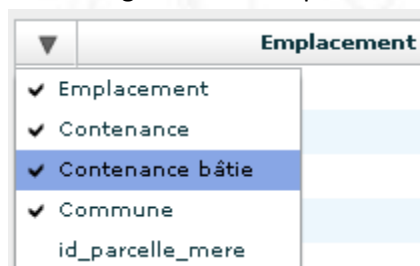 Emplacement
Emplacement
Contenance
Contenance bâtie
Commune
id_parcelle_mere